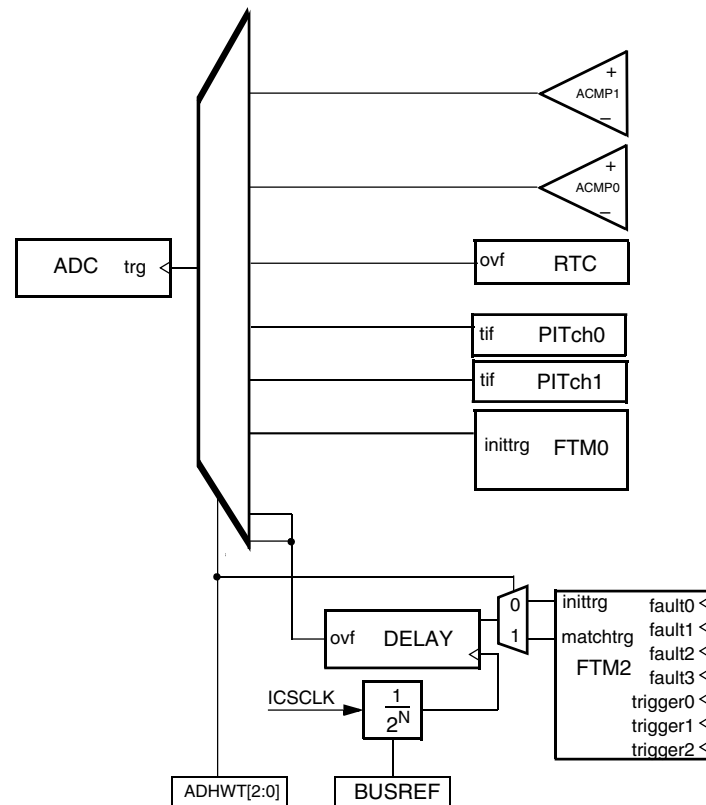 +
ACMP1
−
+
ACMP0
−
ADC trg
ovf RTC
tif PITch0
tif PITch1
inittrg FTM0
0
1
inittrg
matchtrg
FTM2
fault0
fault1
fault2
fault3
trigger0
trigger1
trigger2
ovf DELAY
ICSCLK
1
2^N
ADHWT[2:0]
BUSREF